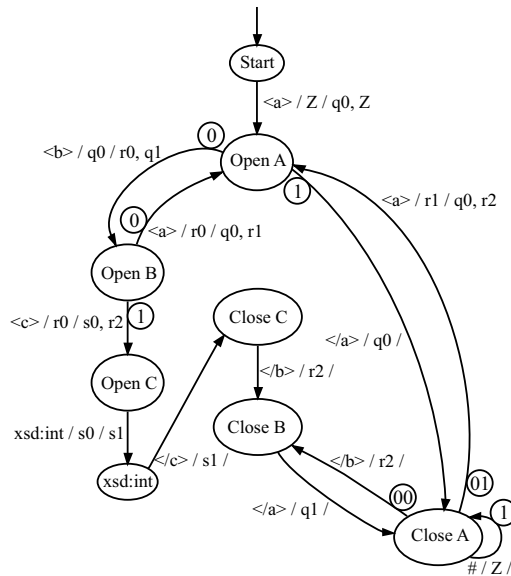 Start
<a> / Z / q0, Z
0
<b> / q0 / r0, q1
Open A
1
0
<a> / r1 / q0, r2
<a> / r0 / q0, r1
Open B
1
<c> / r0 / s0, r2
Close C
</a> / q0 /
</b> / r2 /
Open C
Close B
xsd:int / s0 / s1
</b> / r2 /
</c> / s1 /
xsd:int
01
00
</a> / q1 /
1
Close A
# / Z /